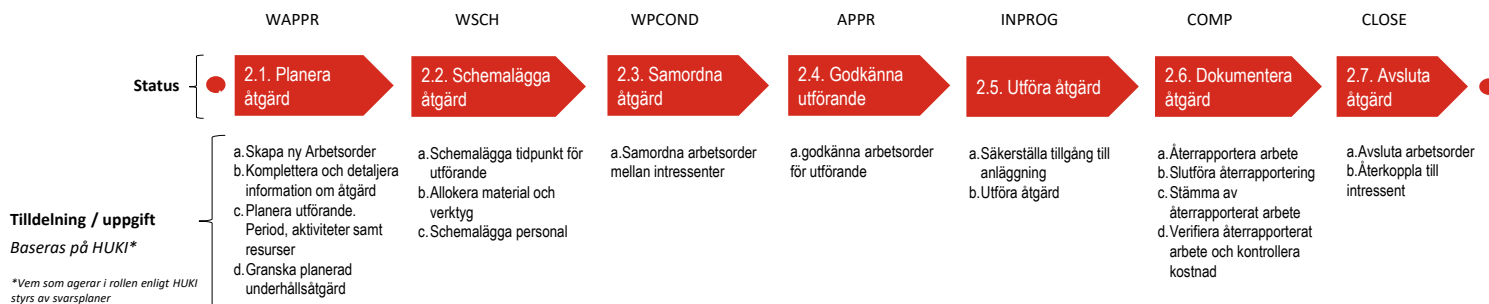 WAPPR
WSCH
WPCOND
APPR
INPROG
COMP
CLOSE
Status
2.1. Planera
åtgärd
2.2. Schemalägga
åtgärd
2.3. Samordna
åtgärd
2.4. Godkänna
utförande
2.5. Utföra åtgärd
2.6. Dokumentera
åtgärd
2.7. Avsluta
åtgärd
Tilldelning / uppgift
Baseras på HUKI*
*Vem som agerar i rollen enligt HUKI
styrs av svarsplaner
a. Skapa ny Arbetsorder
b. Komplettera och detaljera
information om åtgärd
c. Planera utförande.
Period, aktiviteter samt
resurser
d. Granska planerad
underhållsåtgärd
a. Schemalägga tidpunkt för
utförande
b. Allokera material och
verktyg
c. Schemalägga personal
a. Samordna arbetsorder
mellan intressenter
a. godkänna arbetsorder
för utförande
a. Säkerställa tillgång till
anläggning
b. Utföra åtgärd
a. Återrapportera arbete
b. Slutföra återrapportering
c. Stämma av
återrapporterat arbete
d. Verifiera återrapporterat
arbete och kontrollera
kostnad
a. Avsluta arbetsorder
b. Återkoppla till
intressent